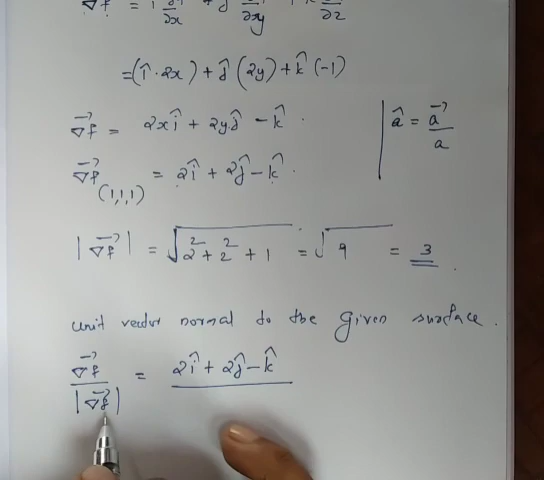 ∇f = î ∂f/∂x + ĵ ∂/∂y + k̂ ∂/∂z
=(î·2x) + ĵ (2y) + k̂ (-1)
∇⃗f = 2xî + 2yĵ - k̂ .
â = a⃗/a
∇⃗f (1,1,1) = 2î + 2ĵ - k̂ .
|∇⃗f| = √(2² + 2² + 1) = √9 = 3 .
unit vector normal to the given surface .
∇⃗f/|∇⃗f| = 2î + 2ĵ - k̂